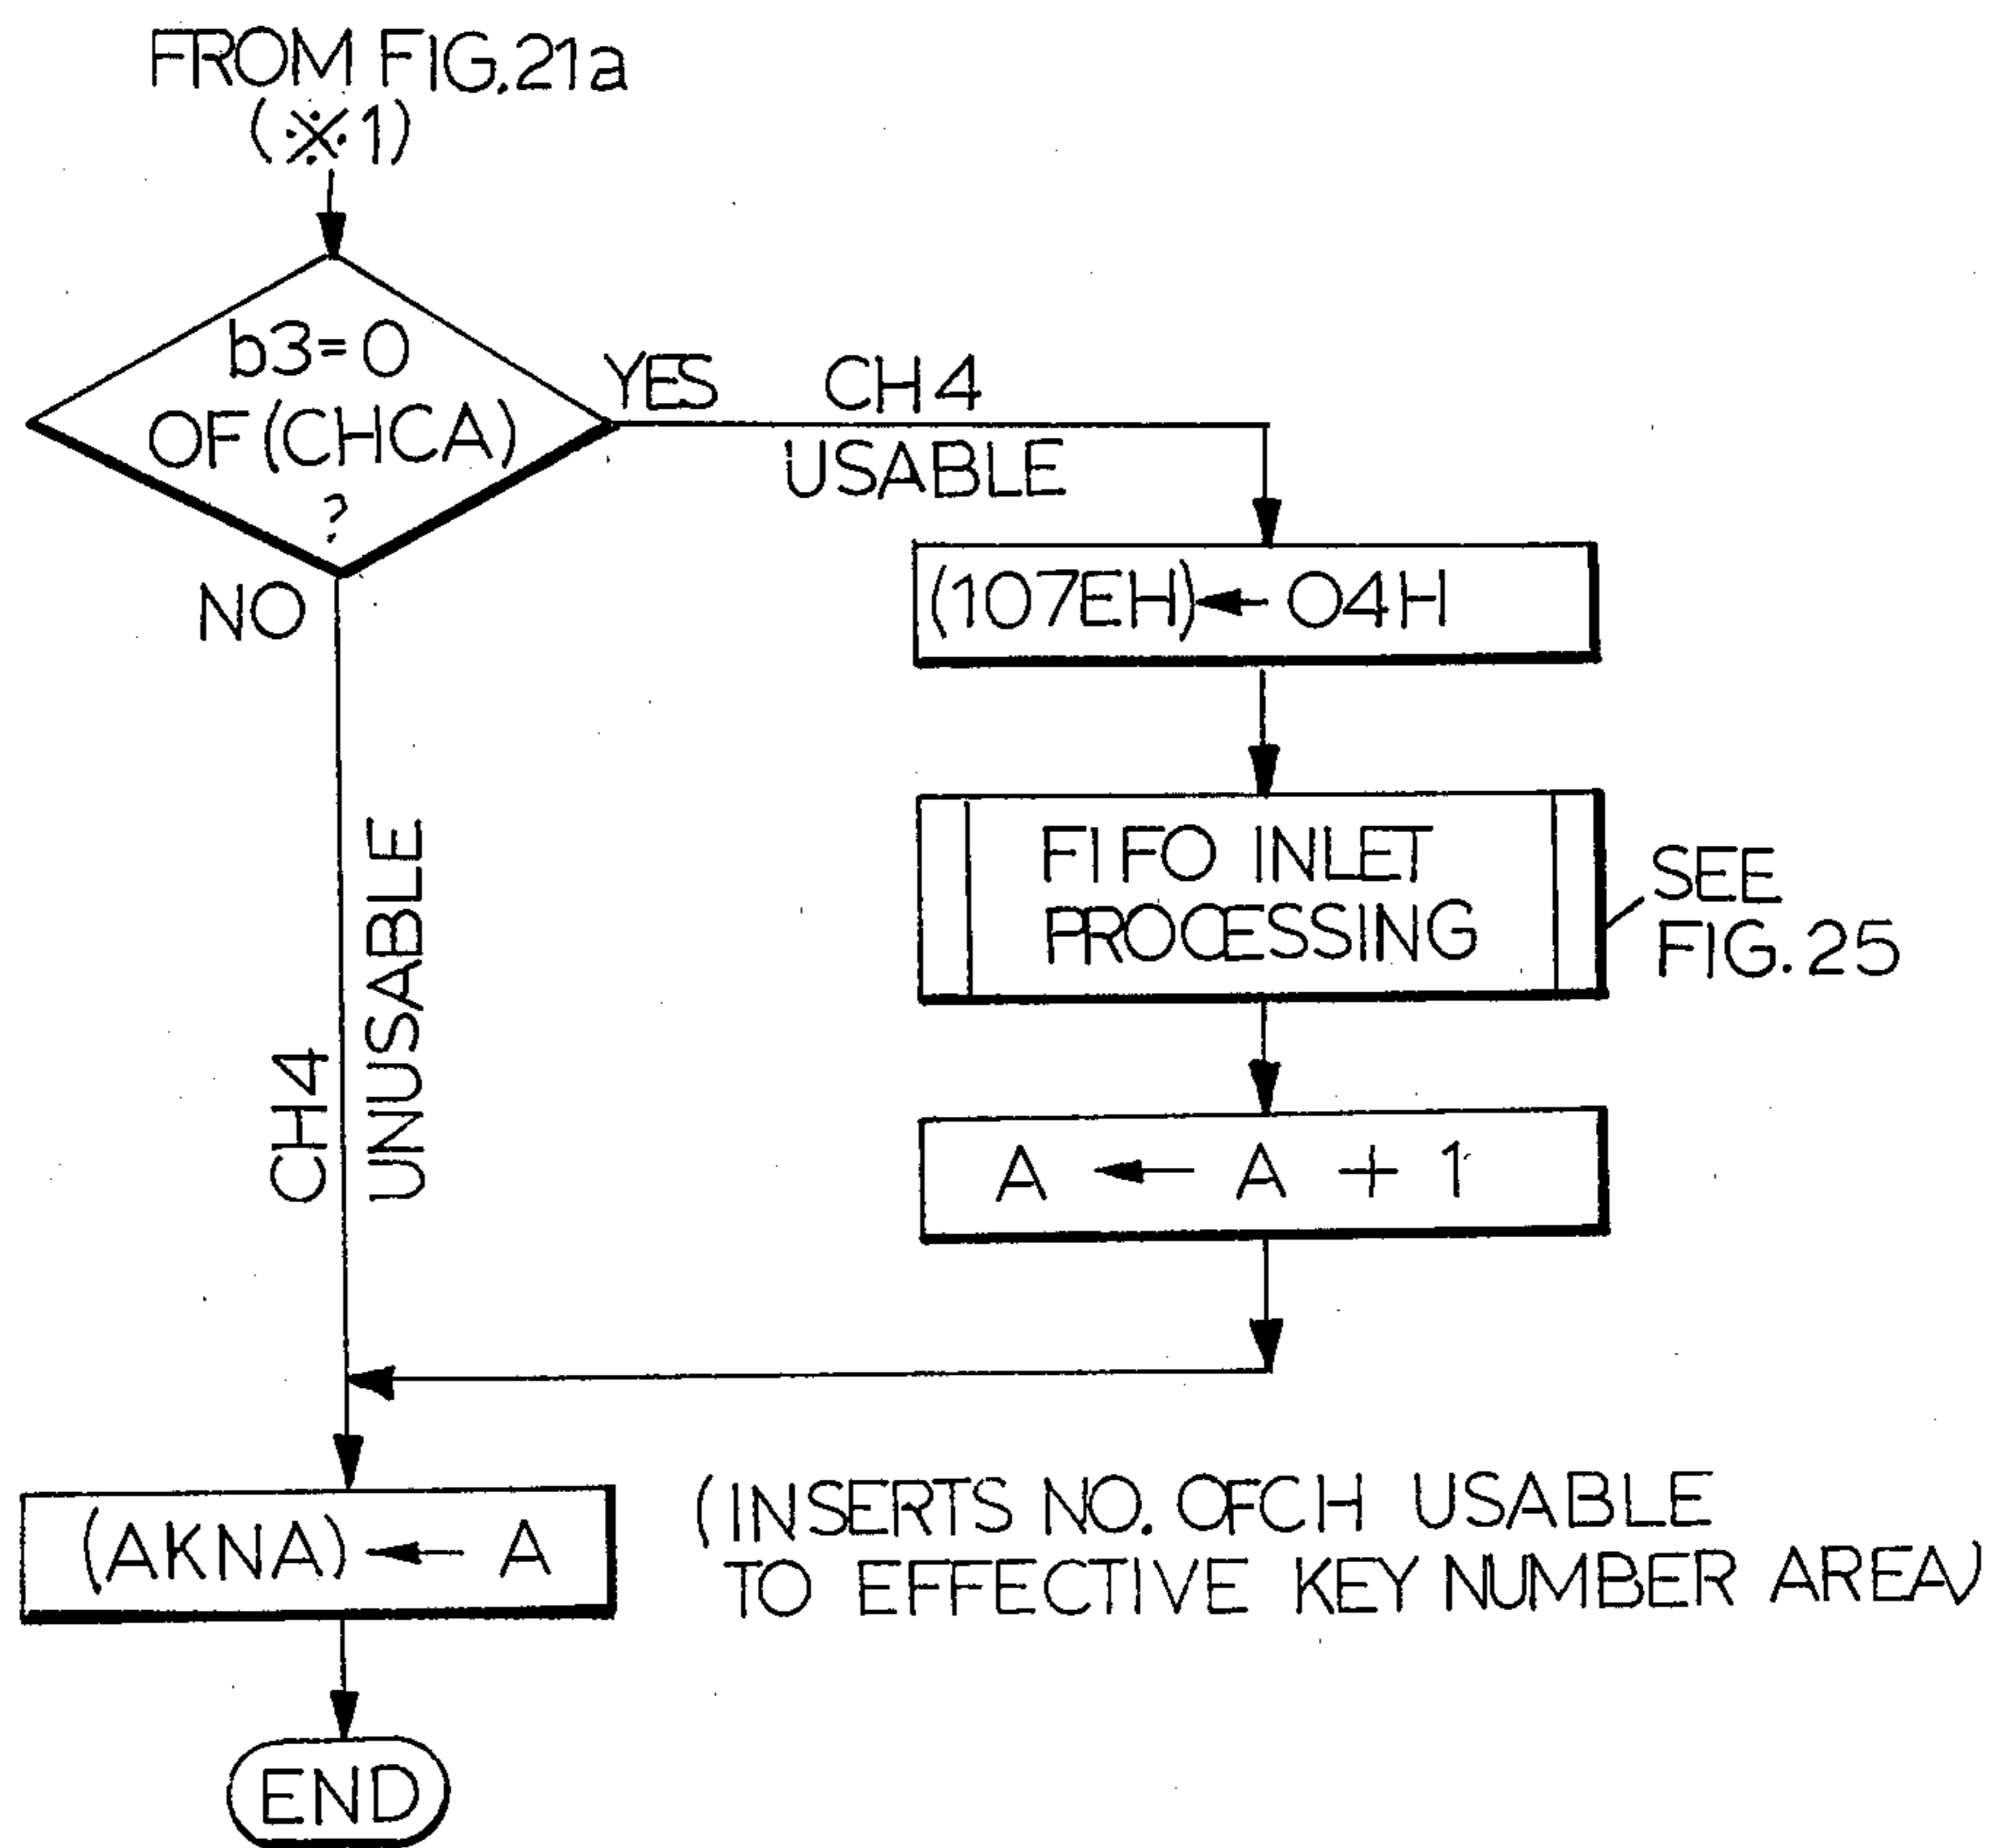 FROM FIG.21a
(※1)
b3=0
OF(CHCA)
?
YES
CH4
USABLE
NO
(107EH)← 04H
FIFO INLET
PROCESSING
SEE
FIG.25
CH4
UNUSABLE
A ← A + 1
(AKNA) ← A
(INSERTS NO. OFCH USABLE
TO EFFECTIVE KEY NUMBER AREA)
END